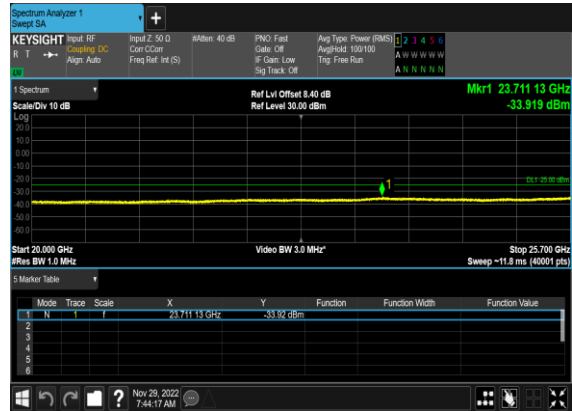 Spectrum Analyzer 1
Swept SA
+
KEYSIGHT Input: RF Input Z: 50 Ω #Atten: 40 dB PNO: Fast Avg Type: Power (RMS) 1 2 3 4 5 6
R T Coupling: DC Corr CCorr Gate: Off Avg|Hold: 100/100 A W W W W W
Align: Auto Freq Ref: Int (S) IF Gain: Low Trig: Free Run
Sig Track: Off A N N N N N
1 Spectrum Ref Lvl Offset 8.40 dB Mkr1 23.711 13 GHz
Scale/Div 10 dB Ref Level 30.00 dBm -33.919 dBm
Log
20.0
10.0
0.00
-10.0
-20.0
1
DL1 -25.00 dBm
-30.0
-40.0
-50.0
-60.0
Start 20.000 GHz Video BW 3.0 MHz* Stop 25.700 GHz
#Res BW 1.0 MHz Sweep ~11.8 ms (40001 pts)
5 Marker Table
Mode Trace Scale X Y Function Function Width Function Value
1 N 1 f 23.711 13 GHz -33.92 dBm
2
3
4
5
6
? Nov 29, 2022
7:44:17 AM